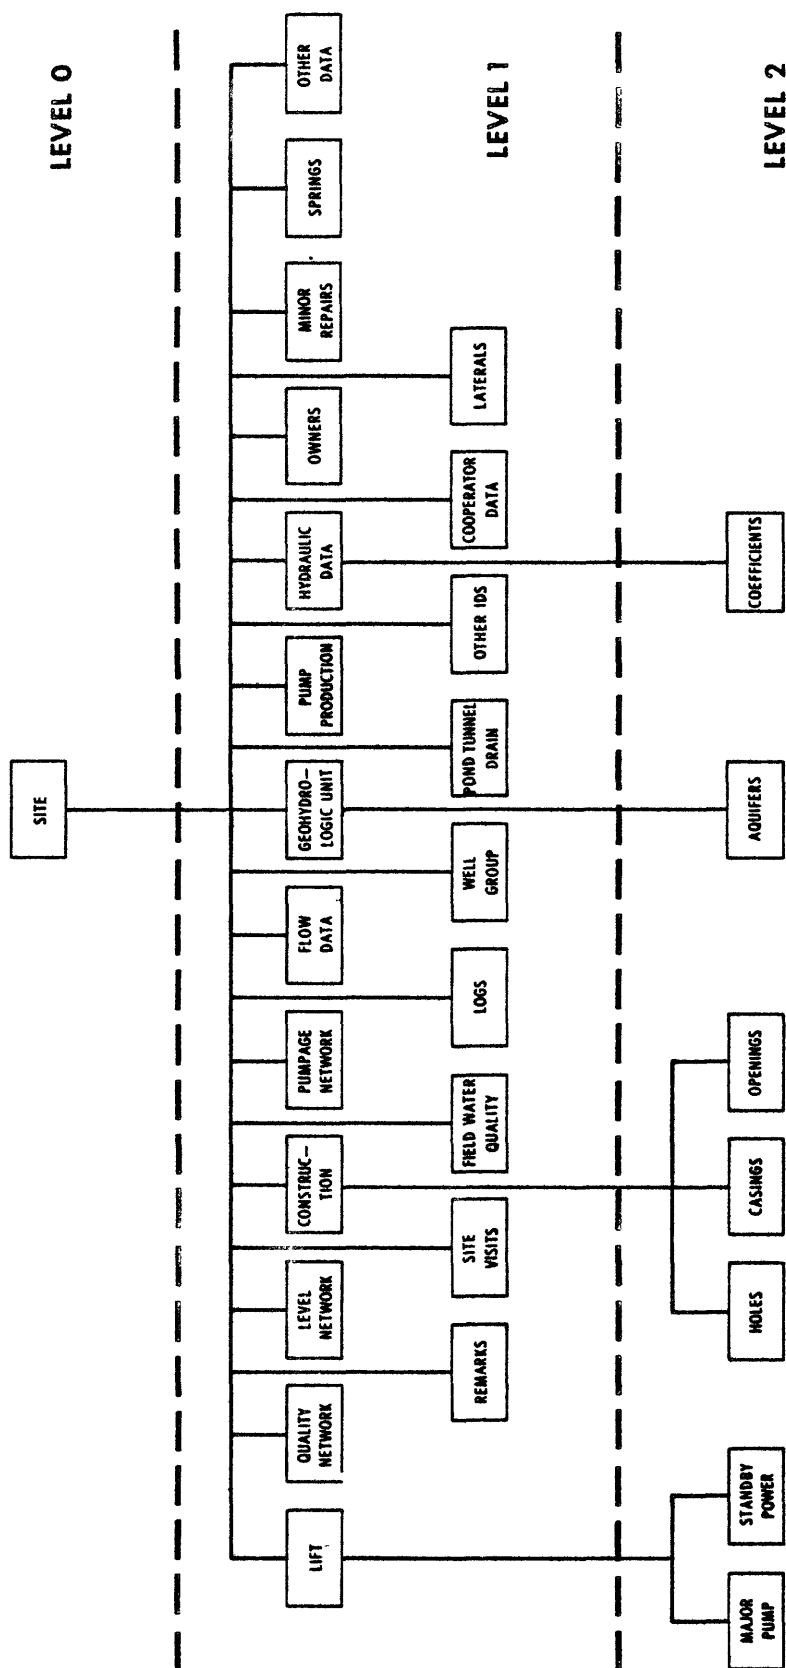 LEVEL 0
SITE
LIFT
QUALITY
NETWORK
LEVEL
NETWORK
CONSTRUC–
TION
PUMPAGE
NETWORK
FLOW
DATA
GEOHYDRO–
LOGIC UNIT
PUMP
PRODUCTION
HYDRAULIC
DATA
OWNERS
MINOR
REPAIRS
SPRINGS
OTHER
DATA
REMARKS
SITE
VISITS
FIELD WATER
QUALITY
LOGS
WELL
GROUP
POND TUNNEL
DRAIN
OTHER IDS
COOPERATOR
DATA
LATERALS
LEVEL 1
MAJOR
PUMP
STANDBY
POWER
HOLES
CASINGS
OPENINGS
AQUIFERS
COEFFICIENTS
LEVEL 2